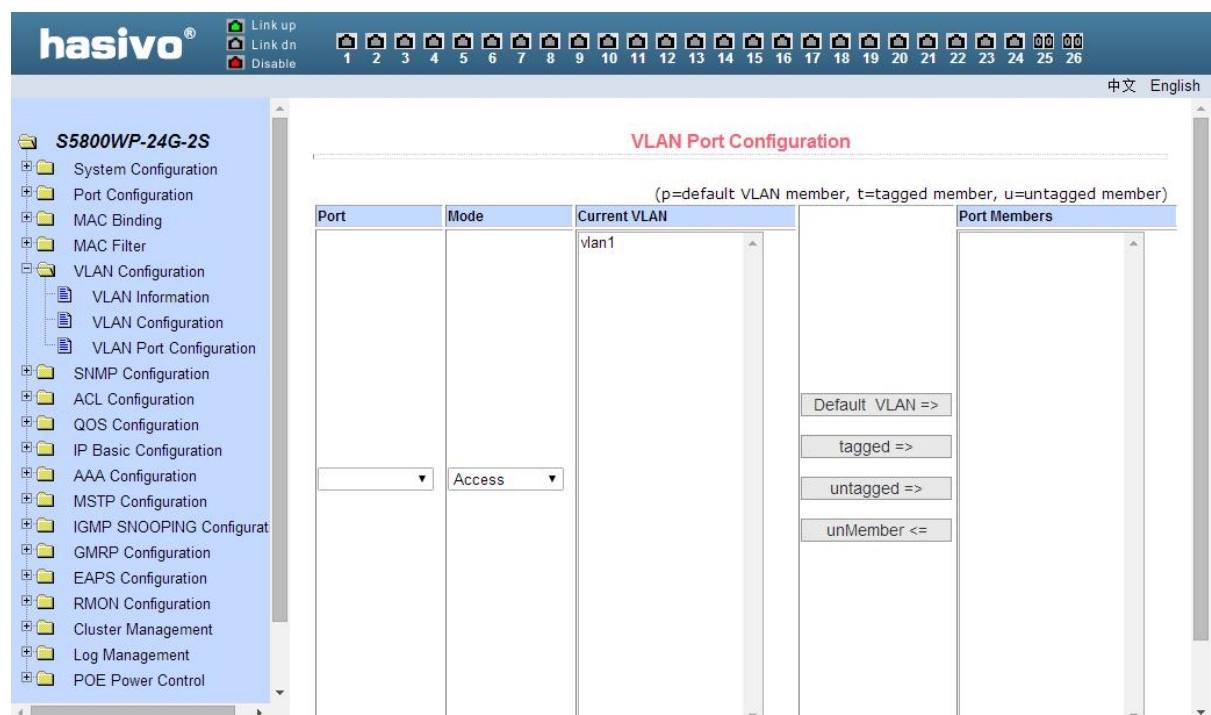 hasivo®
Link up
Link dn
Disable
1 2 3 4 5 6 7 8 9 10 11 12 13 14 15 16 17 18 19 20 21 22 23 24 25 26
中文 English
S5800WP-24G-2S
System Configuration
Port Configuration
MAC Binding
MAC Filter
VLAN Configuration
VLAN Information
VLAN Configuration
VLAN Port Configuration
SNMP Configuration
ACL Configuration
QOS Configuration
IP Basic Configuration
AAA Configuration
MSTP Configuration
IGMP SNOOPING Configurat
GMRP Configuration
EAPS Configuration
RMON Configuration
Cluster Management
Log Management
POE Power Control
VLAN Port Configuration
(p=default VLAN member, t=tagged member, u=untagged member)
Port Mode Current VLAN Port Members
vlan1
Access
Default VLAN =>
tagged =>
untagged =>
unMember <=